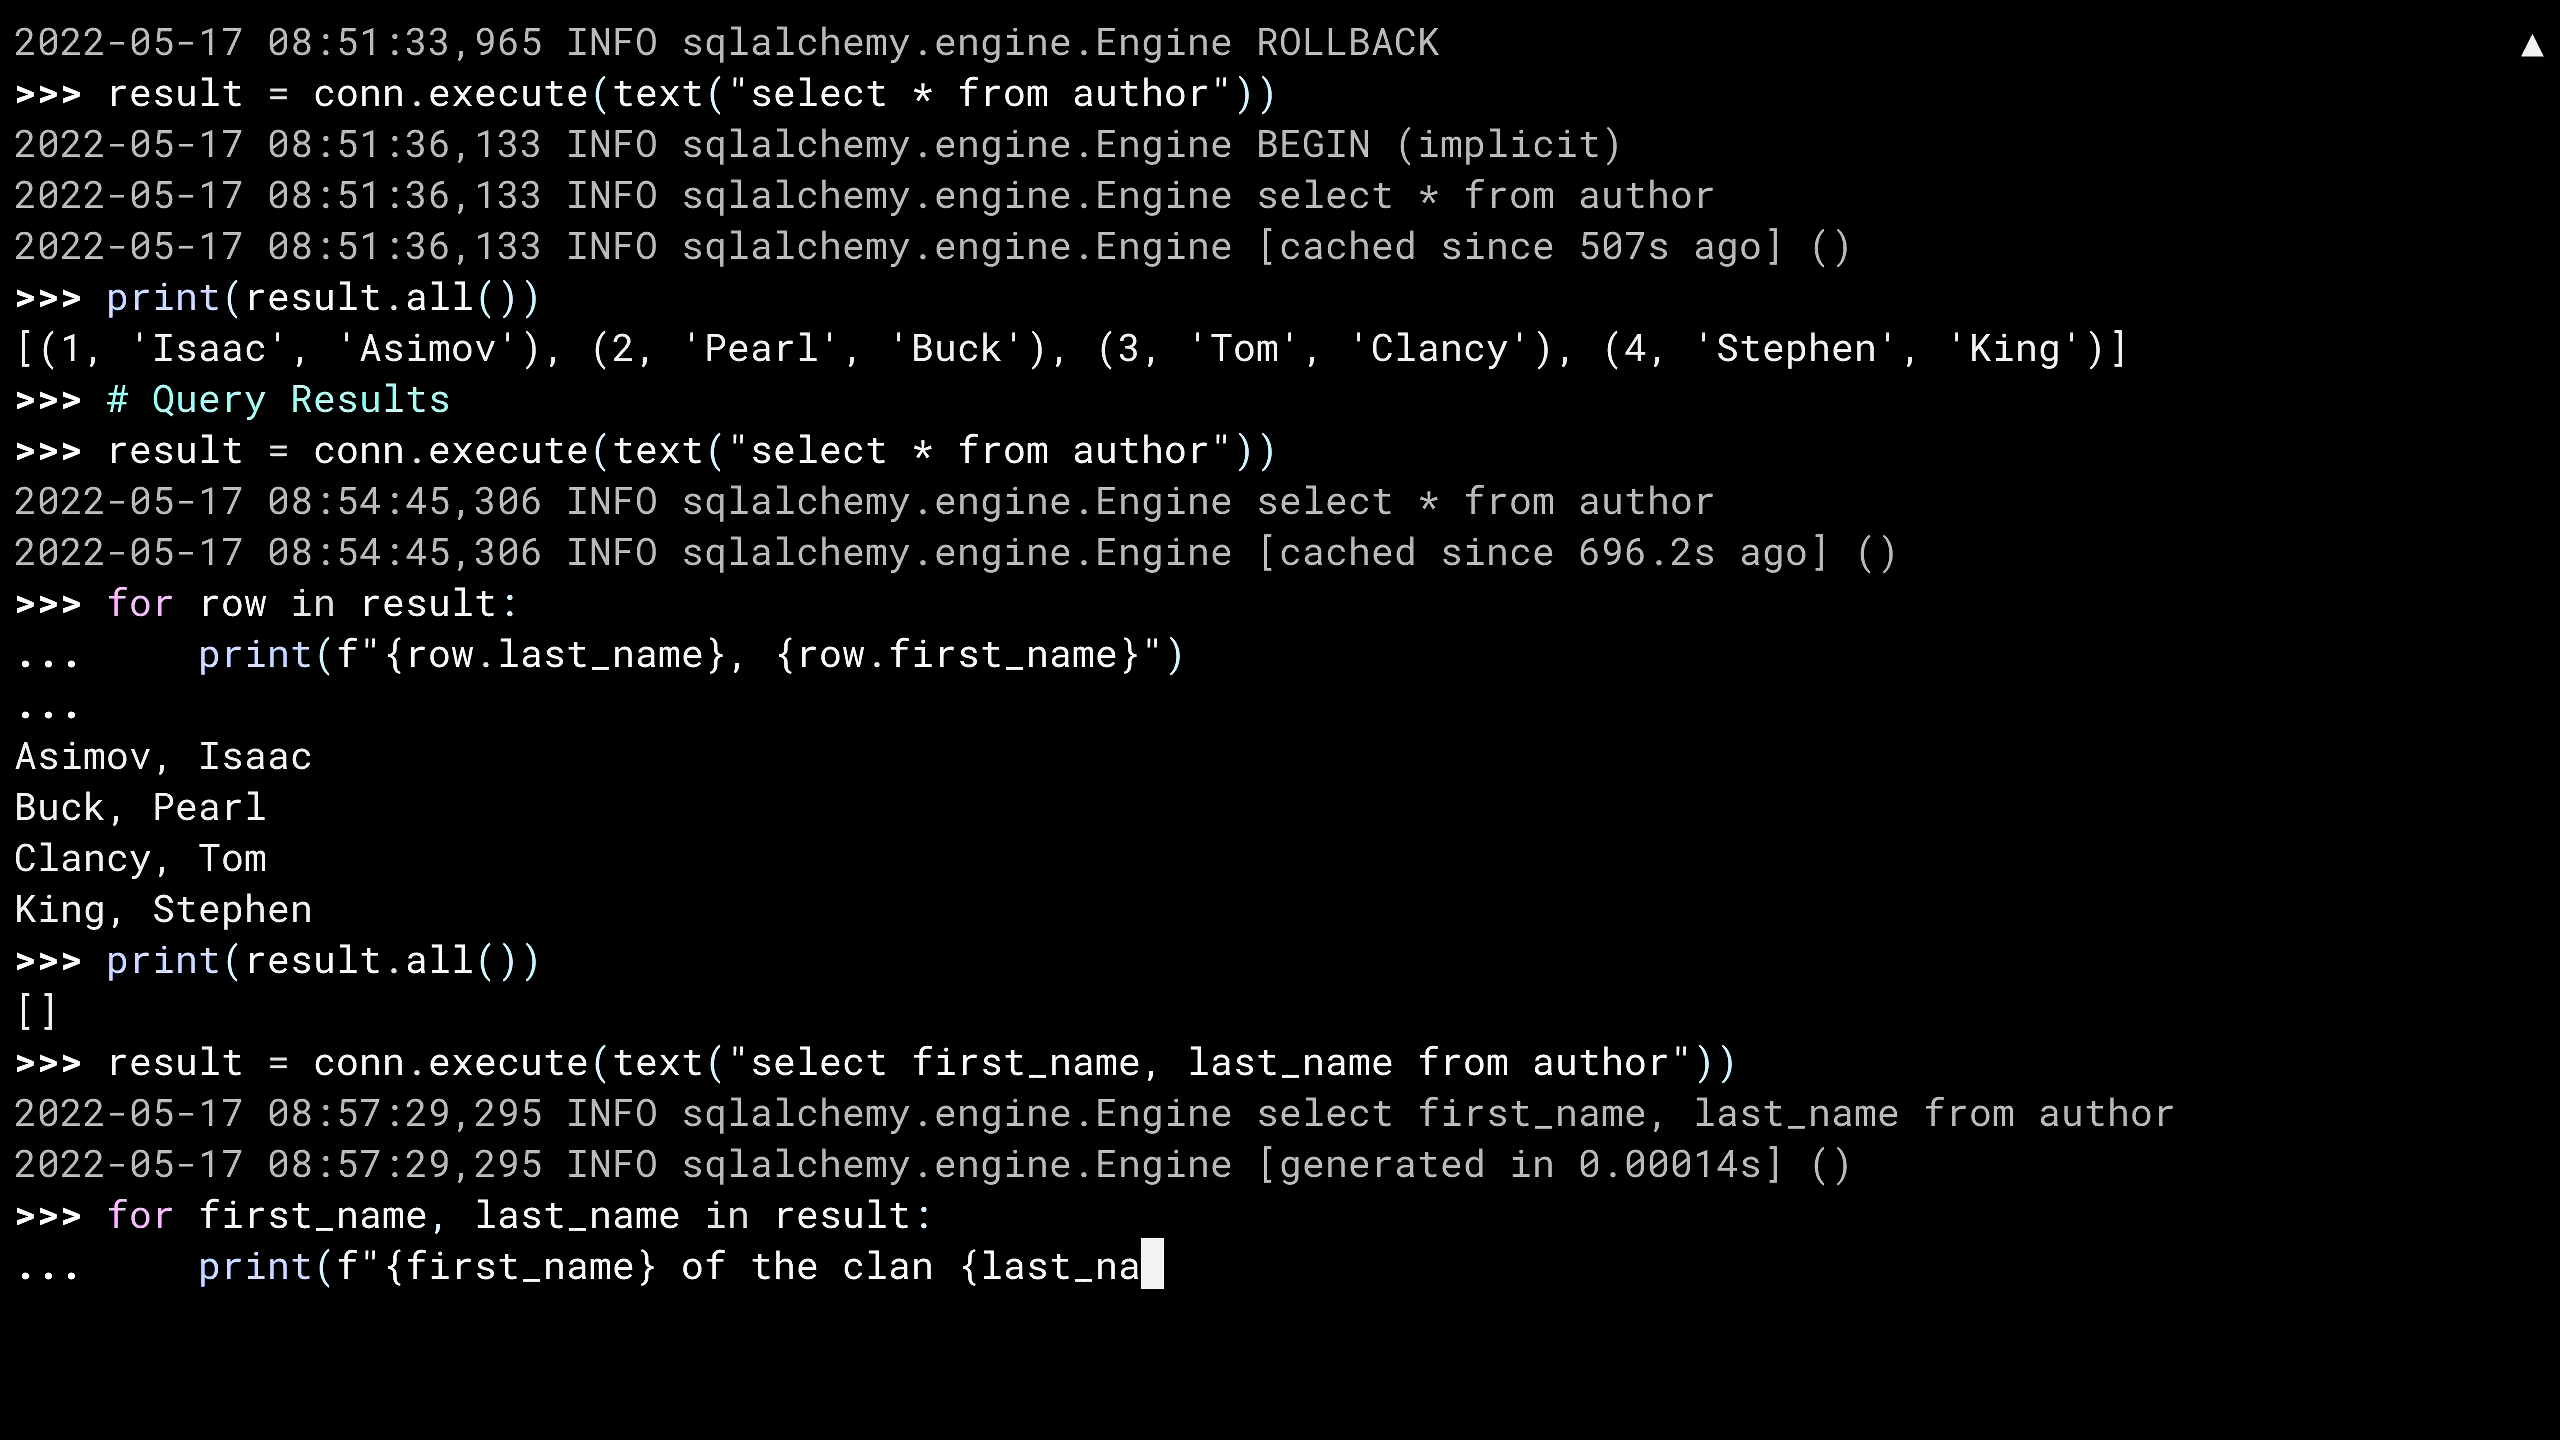 2022-05-17 08:51:33,965 INFO sqlalchemy.engine.Engine ROLLBACK
>>> result = conn.execute(text("select * from author"))
2022-05-17 08:51:36,133 INFO sqlalchemy.engine.Engine BEGIN (implicit)
2022-05-17 08:51:36,133 INFO sqlalchemy.engine.Engine select * from author
2022-05-17 08:51:36,133 INFO sqlalchemy.engine.Engine [cached since 507s ago] ()
>>> print(result.all())
[(1, 'Isaac', 'Asimov'), (2, 'Pearl', 'Buck'), (3, 'Tom', 'Clancy'), (4, 'Stephen', 'King')]
>>> # Query Results
>>> result = conn.execute(text("select * from author"))
2022-05-17 08:54:45,306 INFO sqlalchemy.engine.Engine select * from author
2022-05-17 08:54:45,306 INFO sqlalchemy.engine.Engine [cached since 696.2s ago] ()
>>> for row in result:
...     print(f"{row.last_name}, {row.first_name}")
...
Asimov, Isaac
Buck, Pearl
Clancy, Tom
King, Stephen
>>> print(result.all())
[]
>>> result = conn.execute(text("select first_name, last_name from author"))
2022-05-17 08:57:29,295 INFO sqlalchemy.engine.Engine select first_name, last_name from author
2022-05-17 08:57:29,295 INFO sqlalchemy.engine.Engine [generated in 0.00014s] ()
>>> for first_name, last_name in result:
...     print(f"{first_name} of the clan {last_na